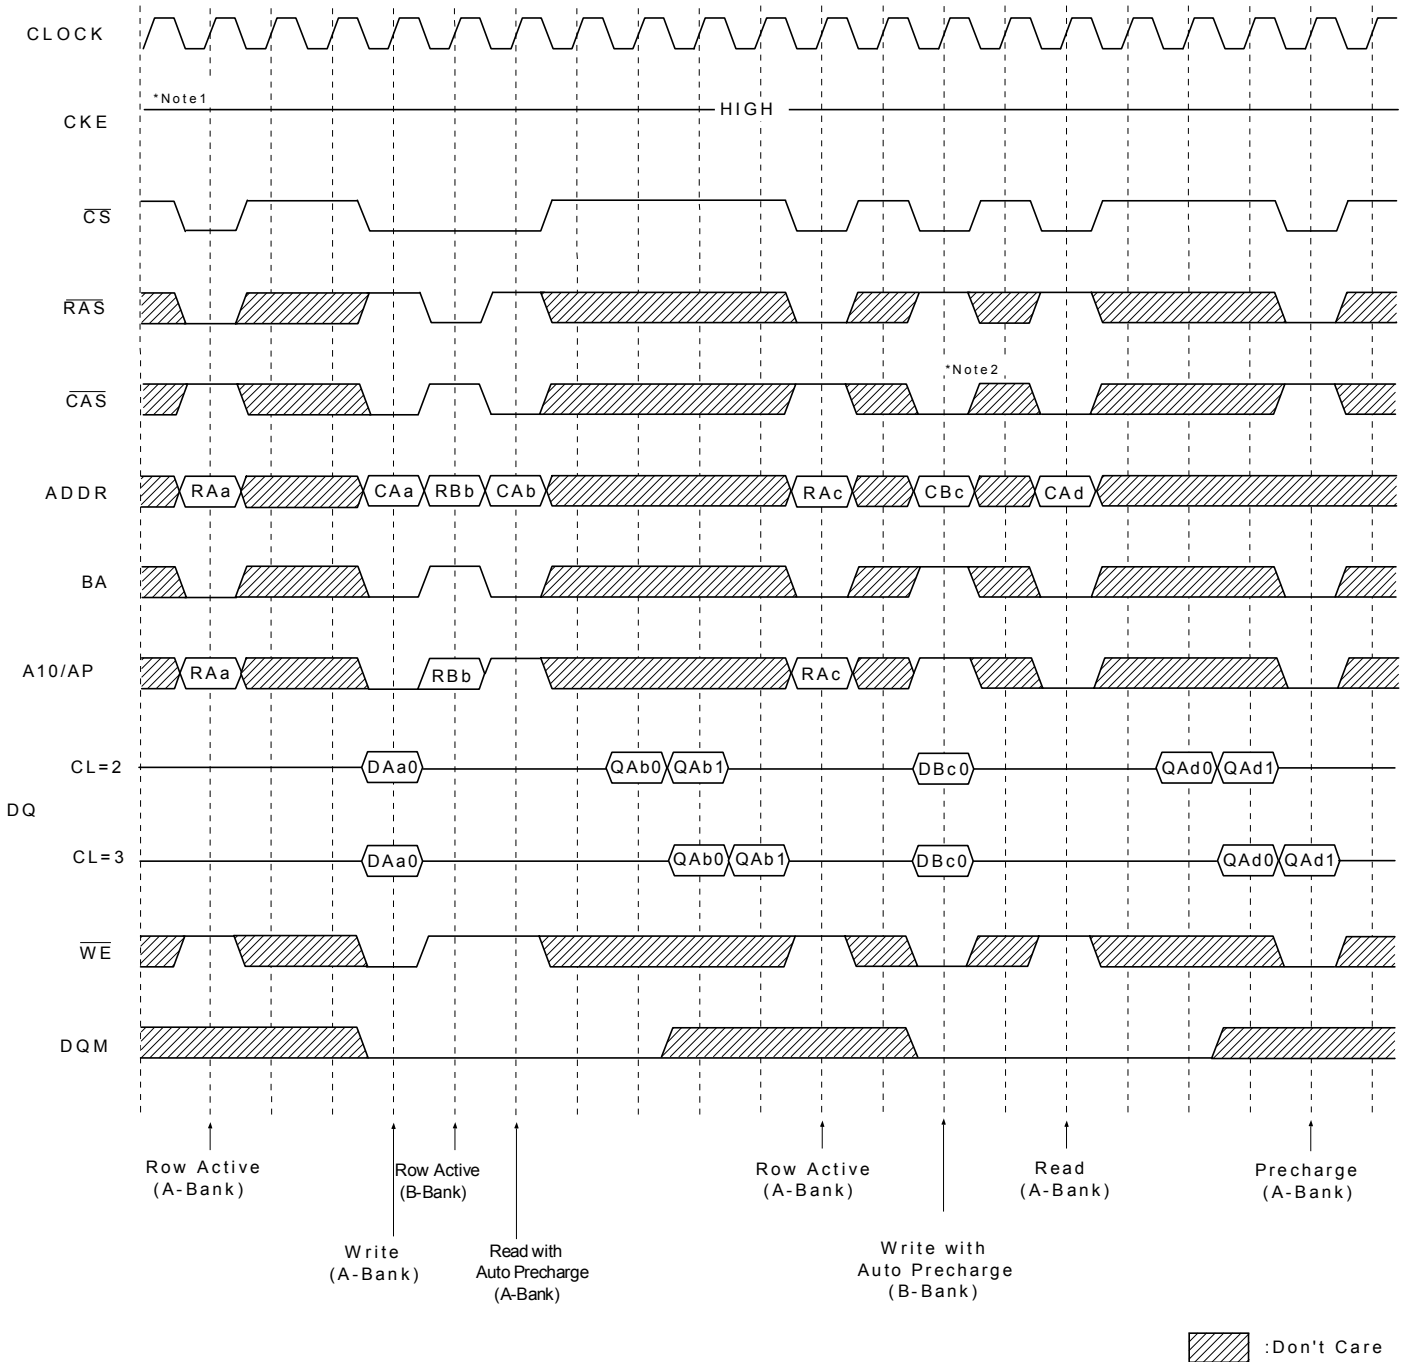 CLOCK
*Note1
HIGH
CKE
CS
RAS
*Note2
CAS
ADDR RAa CAa RBb CAb RAc CBc CAd
BA
A10/AP RAa RBb RAc
CL=2 DAa0 QAb0 QAb1 DBc0 QAd0 QAd1
DQ
CL=3 DAa0 QAb0 QAb1 DBc0 QAd0 QAd1
WE
DQM
Row Active
(A-Bank)
Row Active
(B-Bank)
Row Active
(A-Bank)
Read
(A-Bank)
Precharge
(A-Bank)
Write
(A-Bank)
Read with
Auto Precharge
(A-Bank)
Write with
Auto Precharge
(B-Bank)
:Don't Care